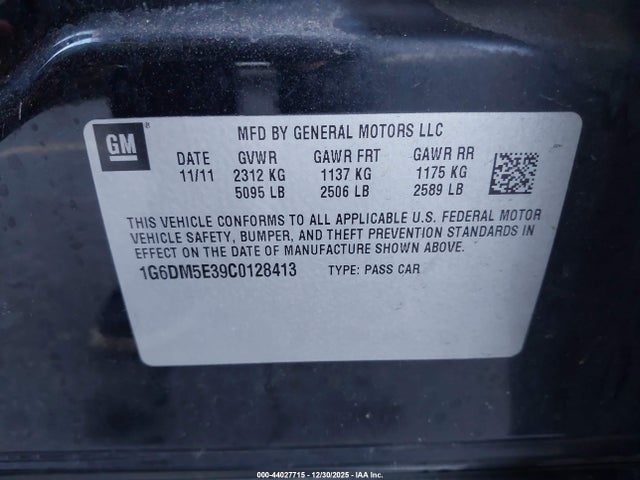 GM ®
MFD BY GENERAL MOTORS LLC
DATE GVWR GAWR FRT GAWR RR
11/11 2312 KG 1137 KG 1175 KG
5095 LB 2506 LB 2589 LB
THIS VEHICLE CONFORMS TO ALL APPLICABLE U.S. FEDERAL MOTOR
VEHICLE SAFETY, BUMPER, AND THEFT PREVENTION STANDARDS IN
EFFECT ON THE DATE OF MANUFACTURE SHOWN ABOVE.
1G6DM5E39C0128413 TYPE: PASS CAR
000-44027715 - 12/30/2025 - IAA Inc.